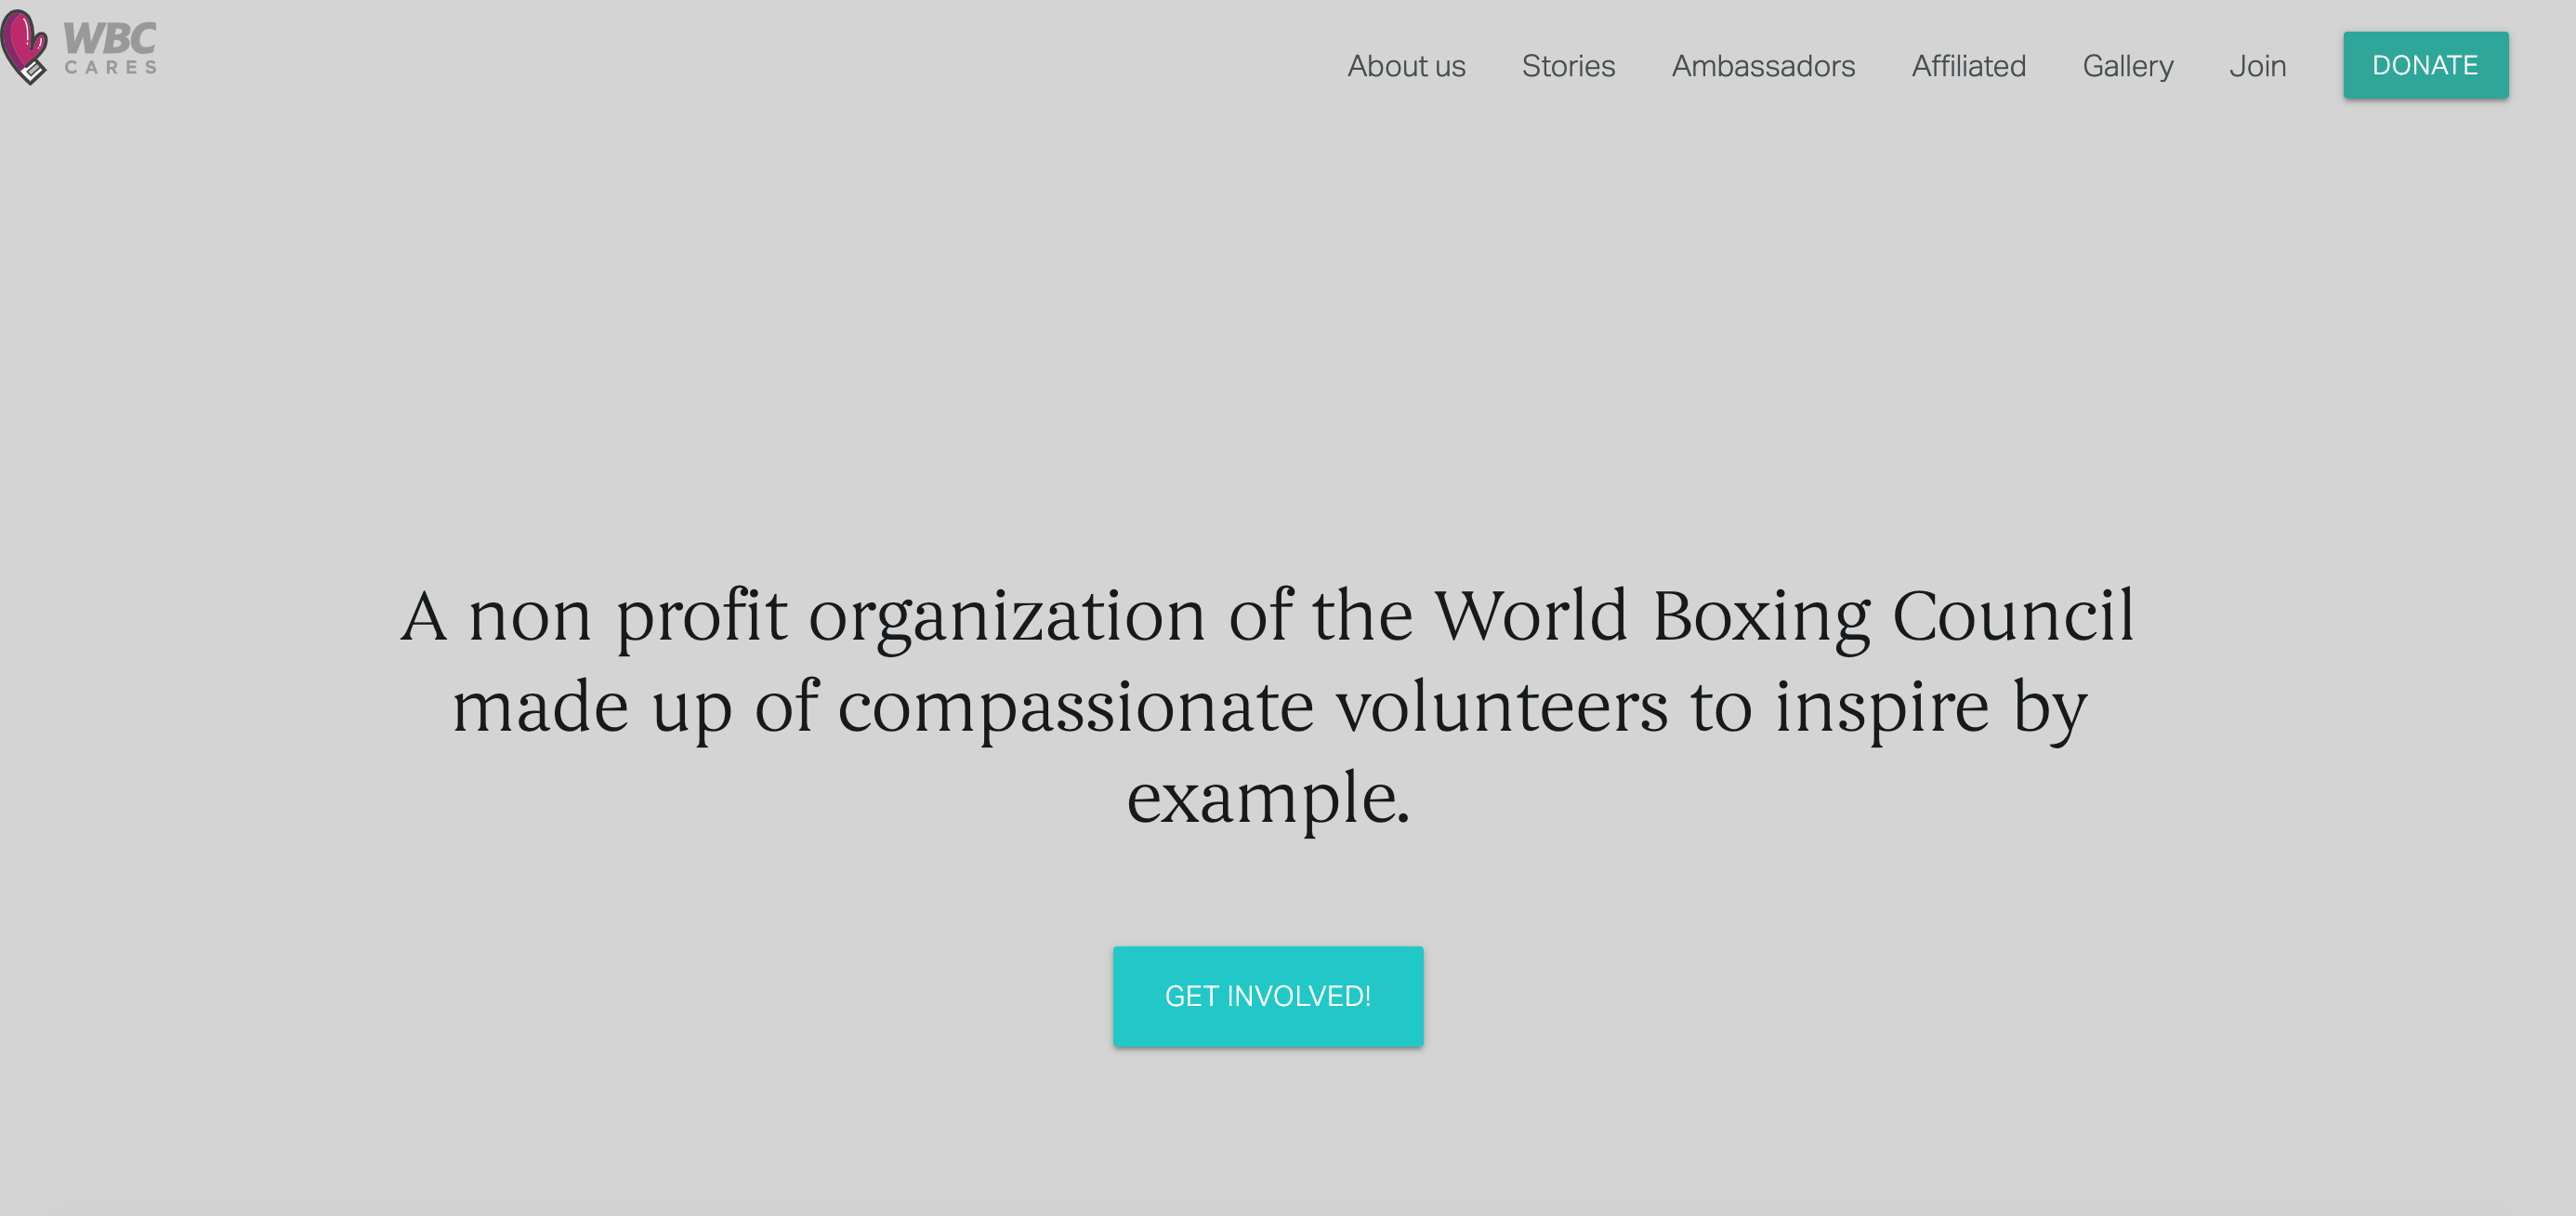 WBC
CARES
About us
Stories
Ambassadors
Affiliated
Gallery
Join
DONATE
A non profit organization of the World Boxing Council
made up of compassionate volunteers to inspire by
example.
GET INVOLVED!